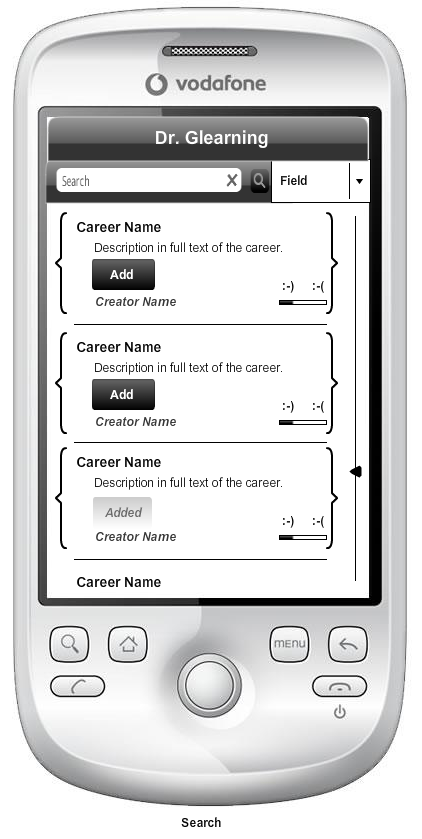 vodafone
Dr. Glearning
Search
Field
Career Name
Description in full text of the career.
Add
:-) :-(
Creator Name
Career Name
Description in full text of the career.
Add
:-) :-(
Creator Name
Career Name
Description in full text of the career.
Added
:-) :-(
Creator Name
Career Name
menu
Search